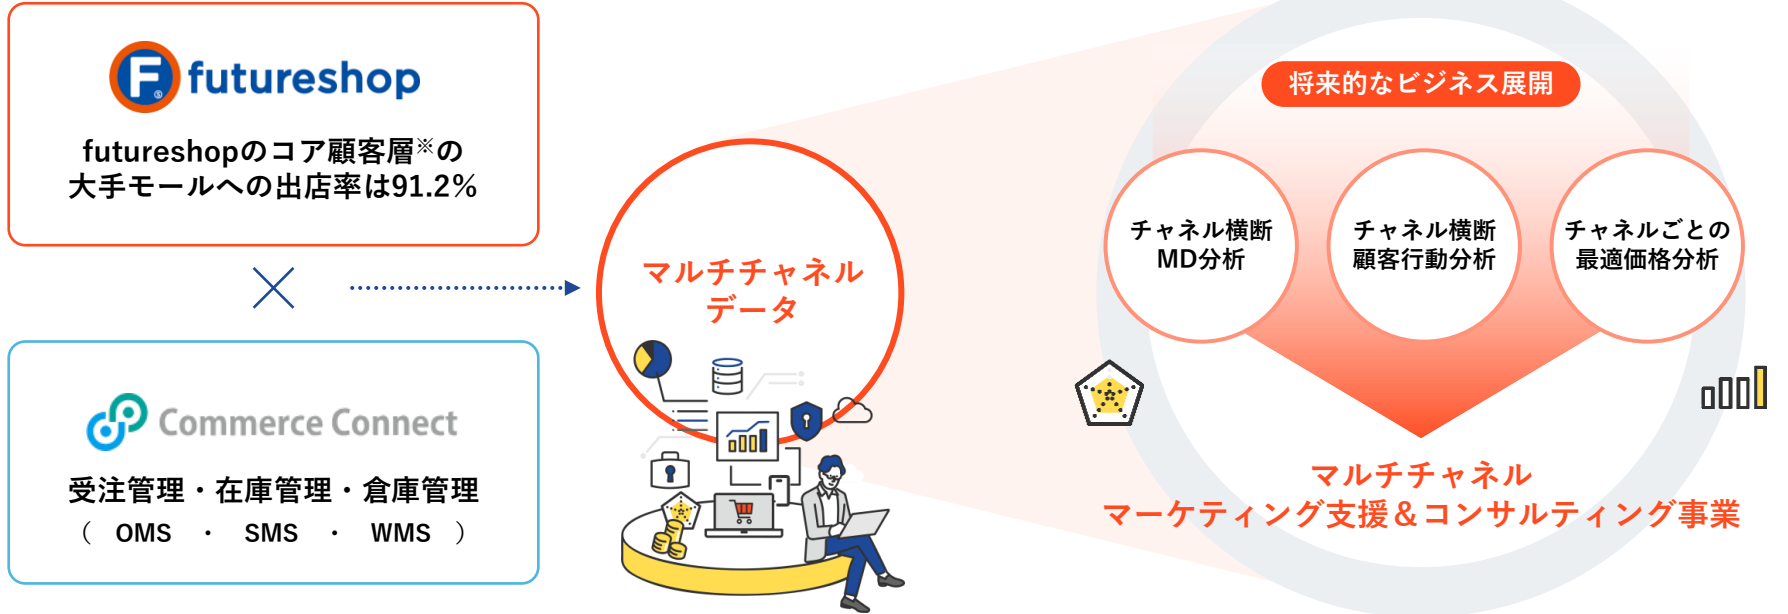 futureshop
futureshopのコア顧客層※の
大手モールへの出店率は91.2%
Commerce Connect
受注管理・在庫管理・倉庫管理
（ OMS ・ SMS ・ WMS ）
マルチチャネル
データ
将来的なビジネス展開
チャネル横断
MD分析
チャネル横断
顧客行動分析
チャネルごとの
最適価格分析
マルチチャネル
マーケティング支援＆コンサルティング事業